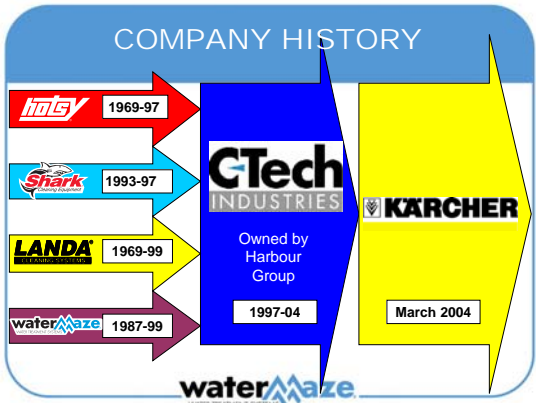 COMPANY HISTORY
hotsy
1969-97
Shark
Cleaning Equipment
1993-97
LANDA
CLEANING SYSTEMS
1969-99
waterMaze
1987-99
C-Tech
INDUSTRIES
Owned by
Harbour
Group
1997-04
KÄRCHER
March 2004
waterMaze